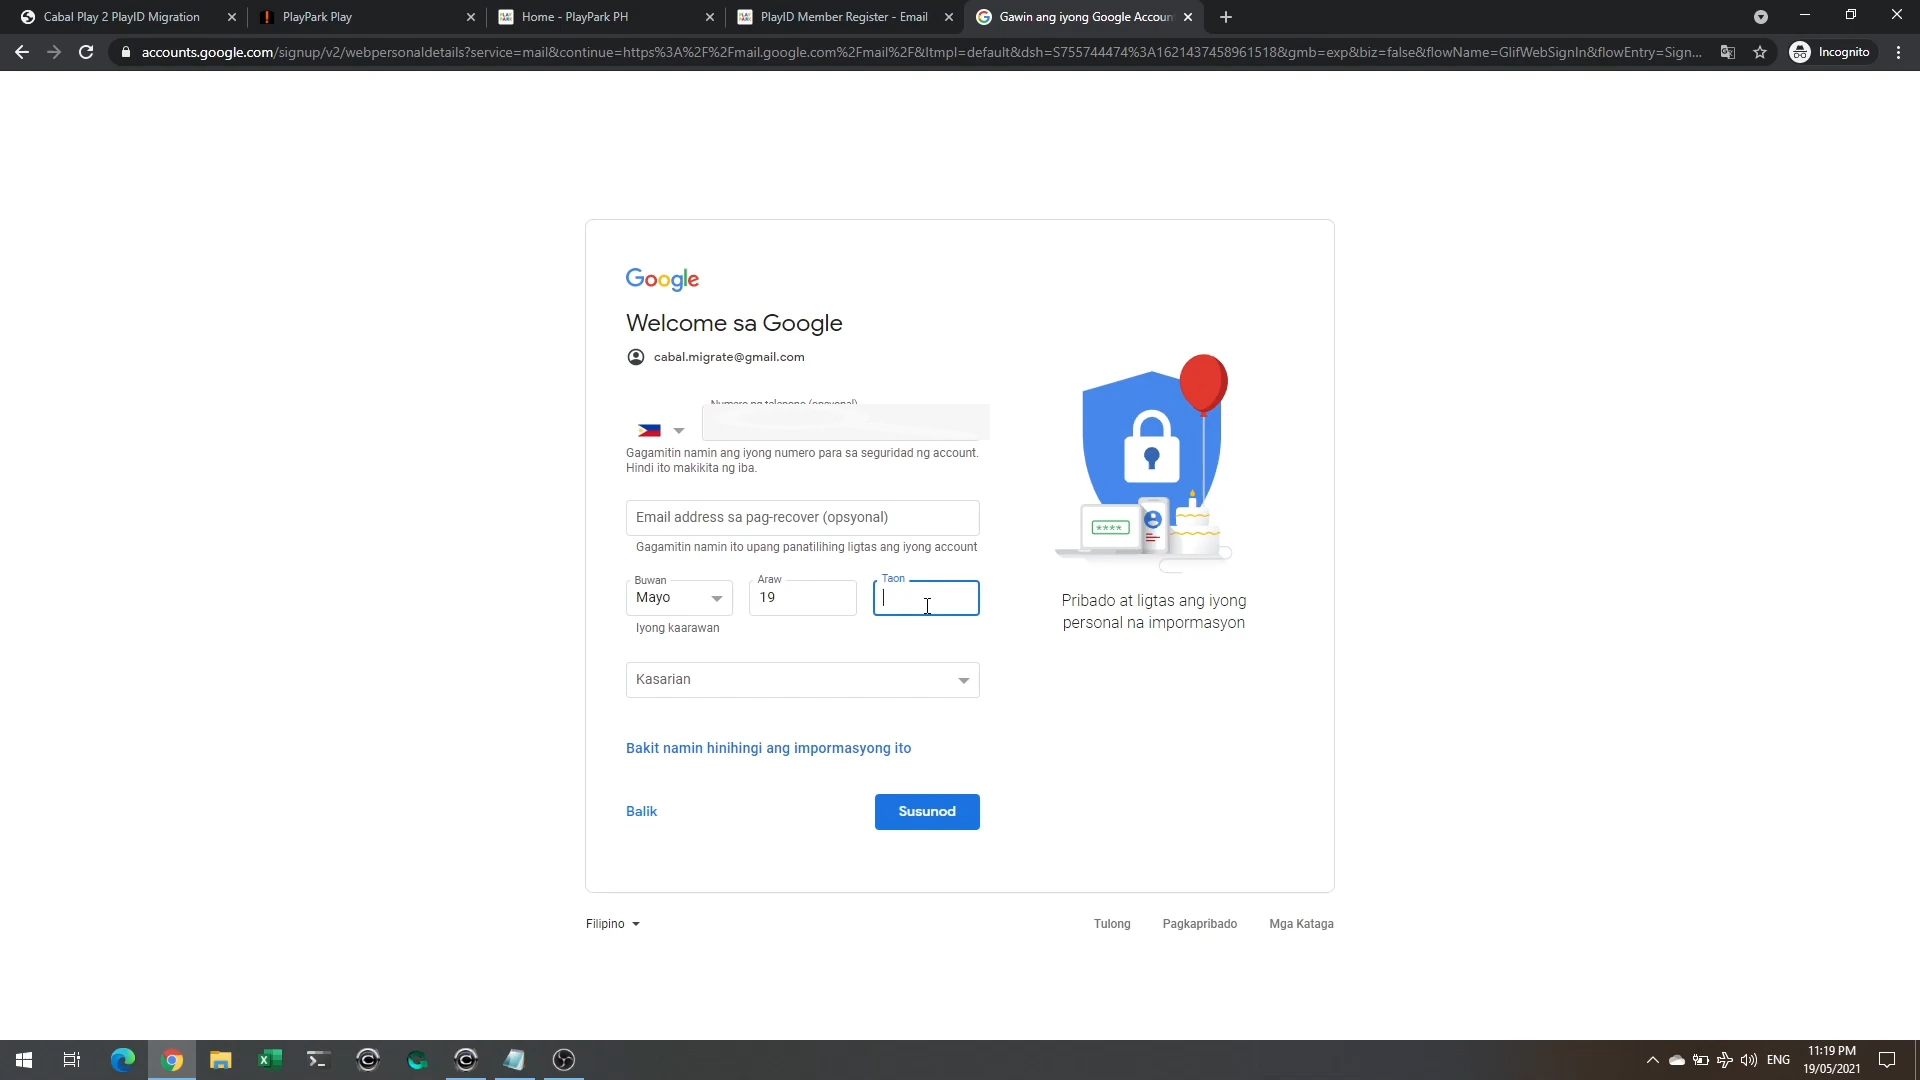 Cabal Play 2 PlayID Migration
PlayPark Play
Home - PlayPark PH
PlayID Member Register - Email
Gawin ang iyong Google Accoun
accounts.google.com/signup/v2/webpersonaldetails?service=mail&continue=https%3A%2F%2Fmail.google.com%2Fmail%2F&ltmpl=default&dsh=S755744474%3A1621437458961518&gmb=exp&biz=false&flowName=GlifWebSignIn&flowEntry=Sign...
Incognito
Google
Welcome sa Google
cabal.migrate@gmail.com
Numero ng telepono (opsyonal)
Gagamitin namin ang iyong numero para sa seguridad ng account.
Hindi ito makikita ng iba.
Email address sa pag-recover (opsyonal)
Gagamitin namin ito upang panatilihing ligtas ang iyong account
Buwan
Araw
Taon
Mayo
19
Iyong kaarawan
Kasarian
Bakit namin hinihingi ang impormasyong ito
Balik
Susunod
****
Pribado at ligtas ang iyong
personal na impormasyon
Filipino
Tulong
Pagkapribado
Mga Kataga
ENG
11:19 PM
19/05/2021